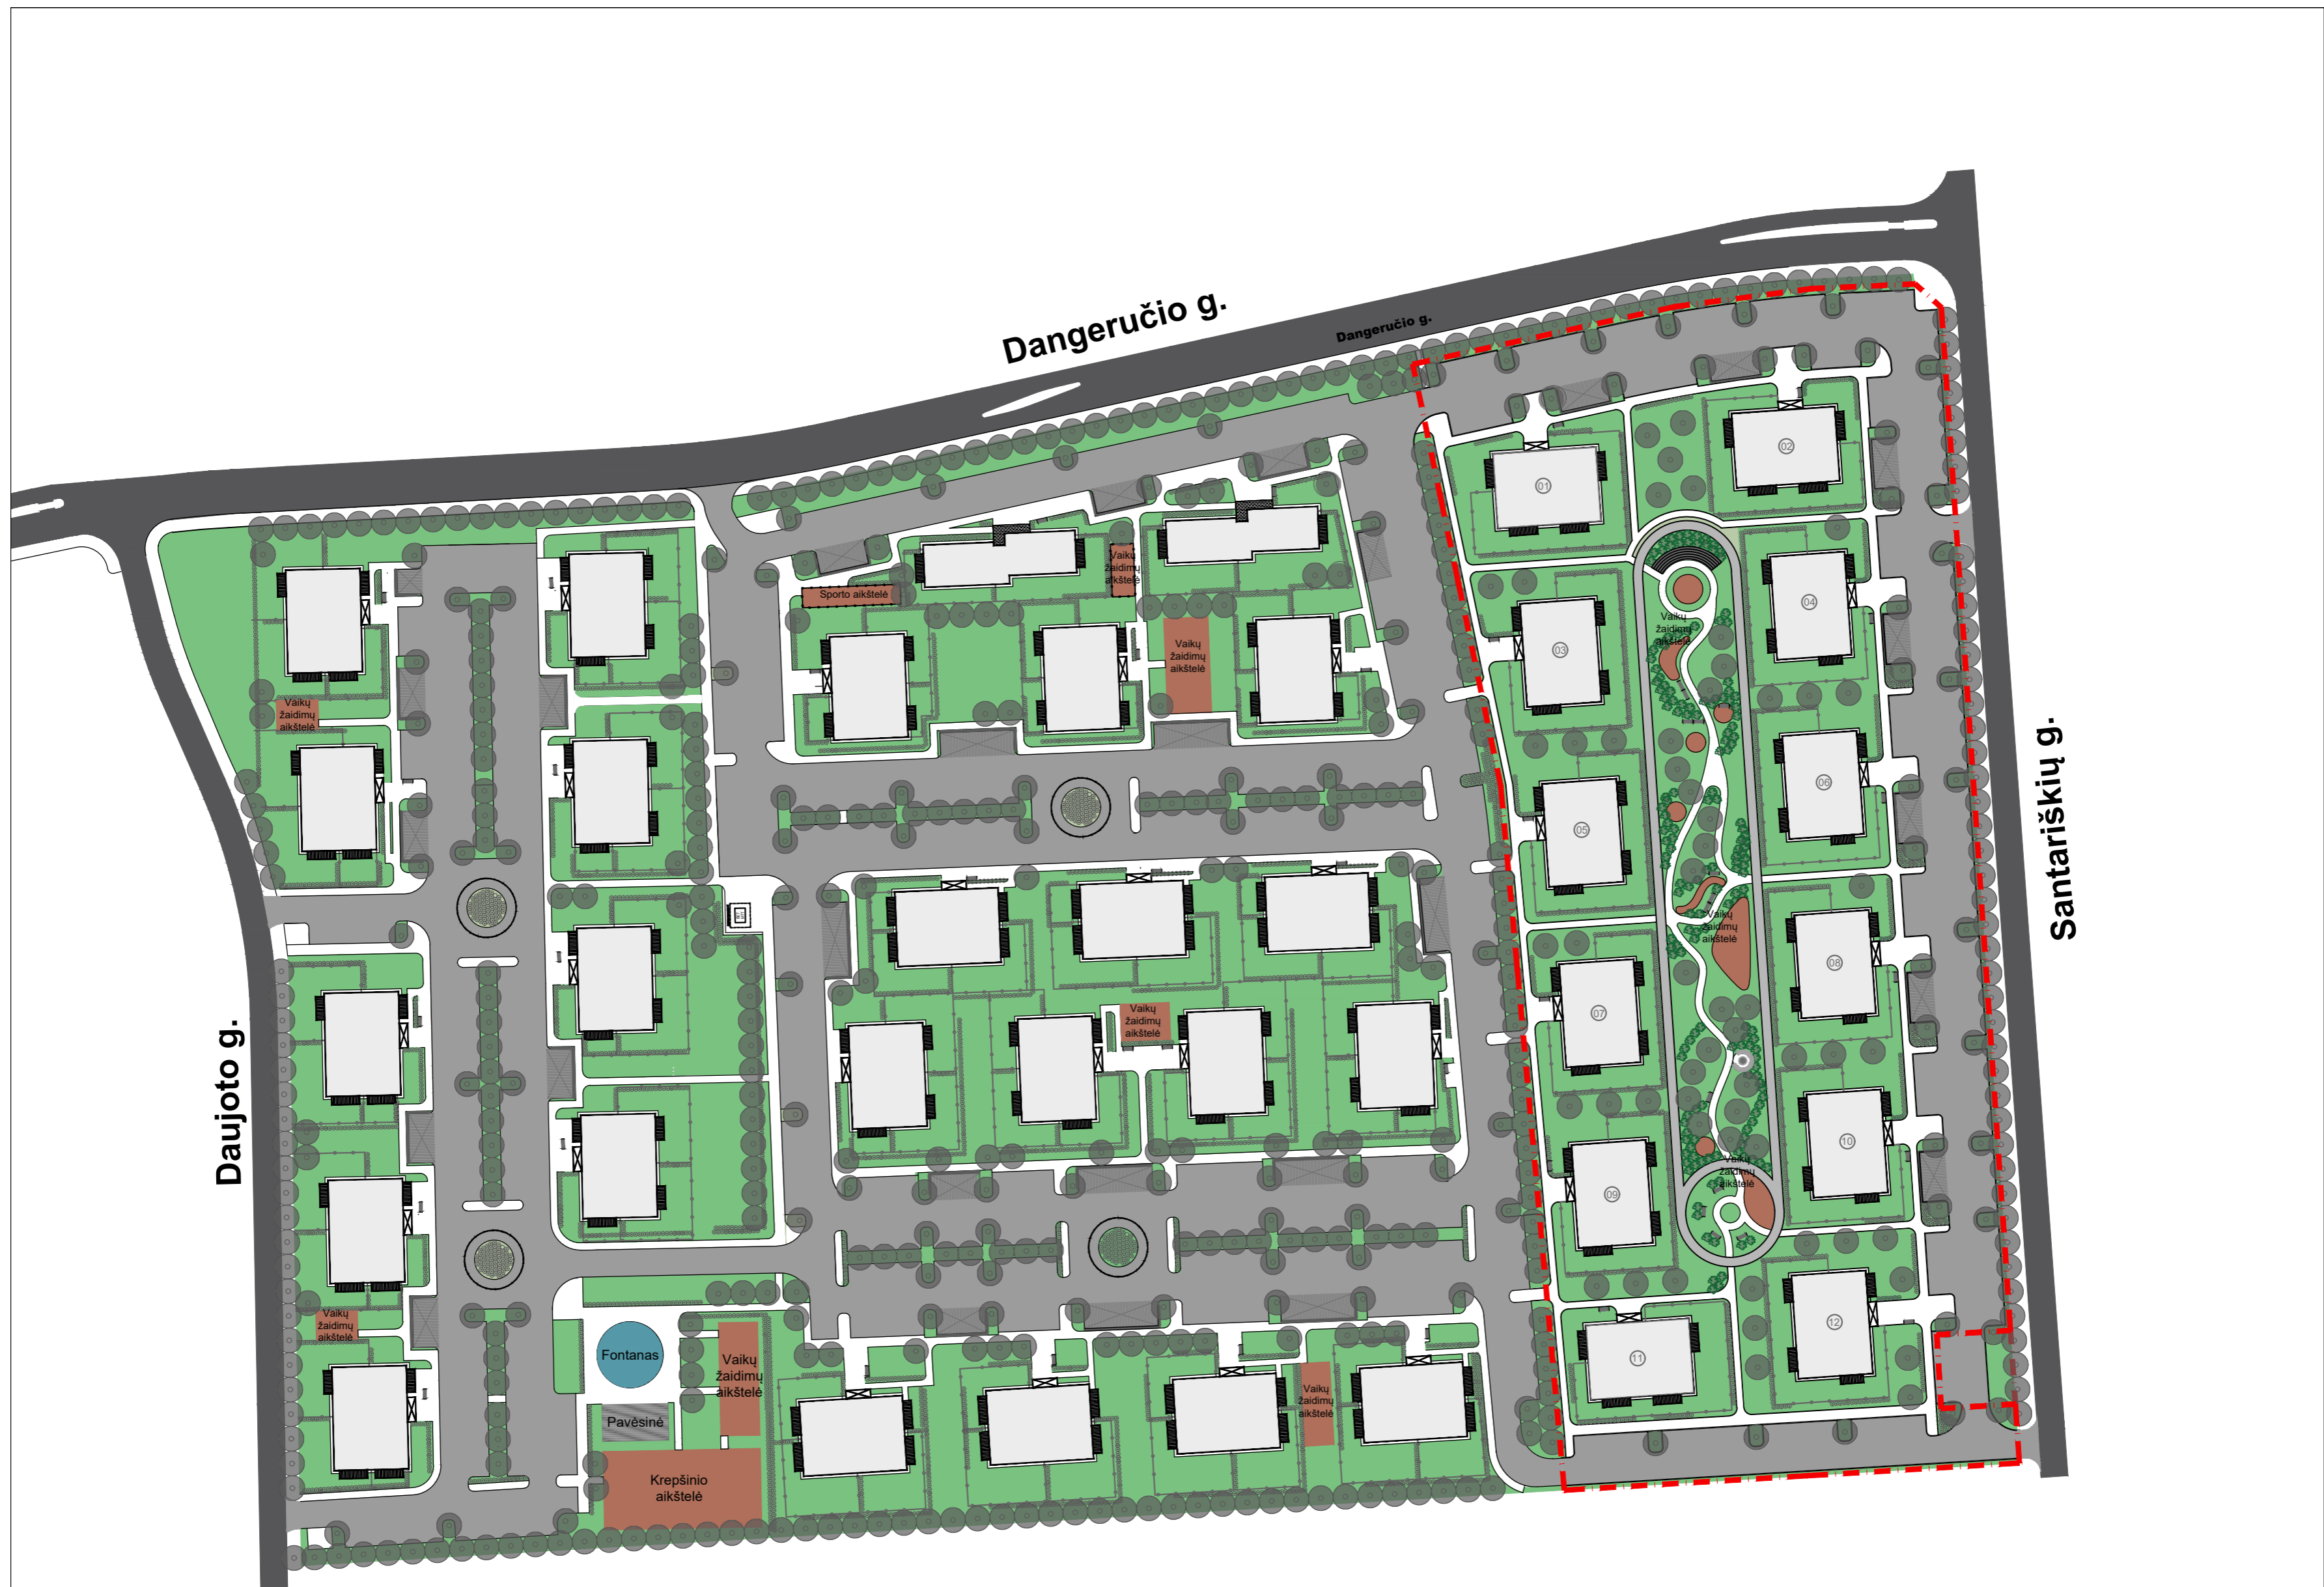 Dangeručio g.
Dangeručio g.
02
01
Vaikų
žaidimų
aikštelė
Sporto aikštelė
04
Vaikų
žaidimų
aikštelė
03
Vaikų
žaidimų
aikštelė
Vaikų
žaidimų
aikštelė
Santariškių g.
06
05
Vaikų
žaidimų
aikštelė
08
07
Vaikų
žaidimų
aikštelė
Daujoto g.
10
Vaikų
žaidimų
aikštelė
09
Vaikų
žaidimų
aikštelė
12
Fontanas
11
Vaikų
žaidimų
aikštelė
Vaikų
žaidimų
aikštelė
Pavėsinė
Krepšinio
aikštelė